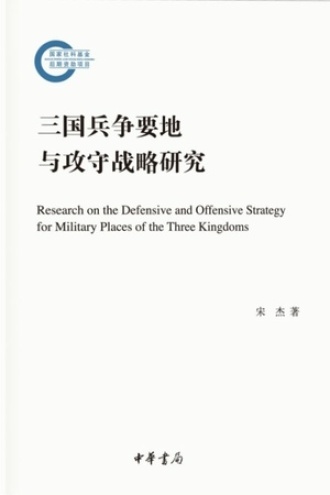 国家社科基金
后期资助项目
三国兵争要地
与攻守战略研究
Research on the Defensive and Offensive Strategy
for Military Places of the Three Kingdoms
宋 杰 著
中華書局